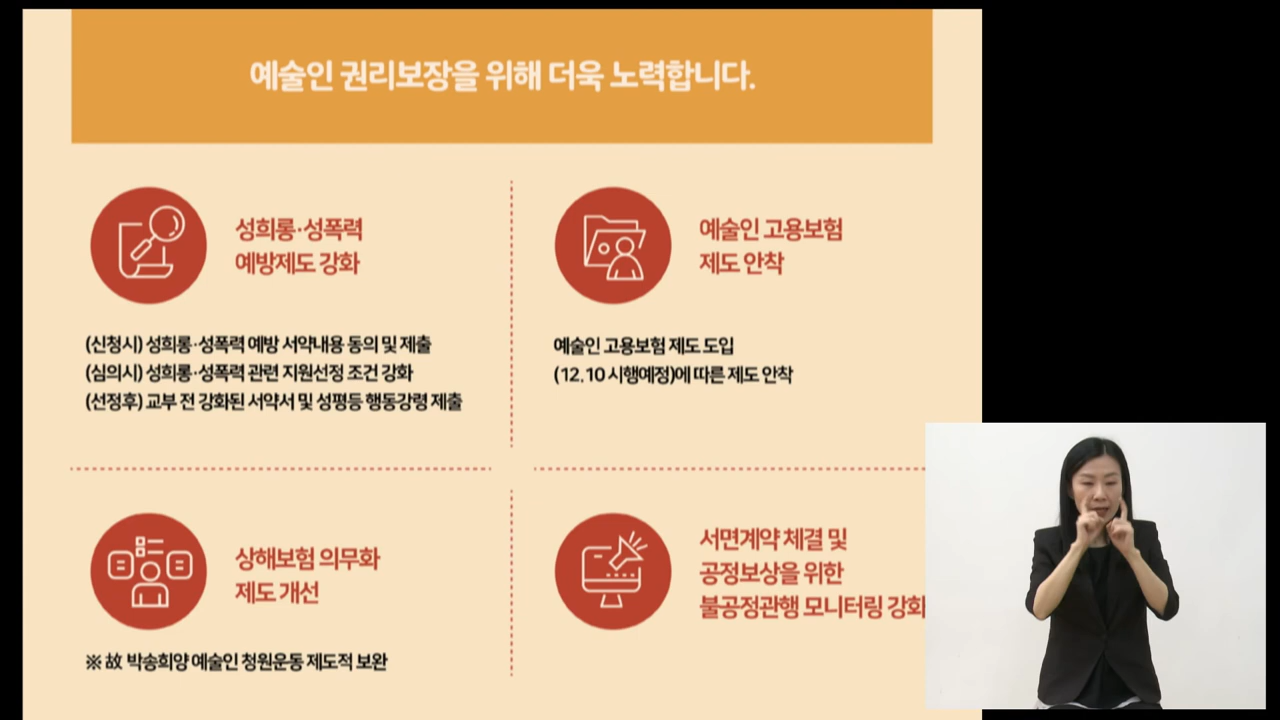 예술인 권리보장을 위해 더욱 노력합니다.
성희롱·성폭력
예방제도 강화
(신청시) 성희롱·성폭력 예방 서약내용 동의 및 제출
(심의시) 성희롱·성폭력 관련 지원선정 조건 강화
(선정후) 교부 전 강화된 서약서 및 성평등 행동강령 제출
예술인 고용보험
제도 안착
예술인 고용보험 제도 도입
(12.10 시행예정)에 따른 제도 안착
상해보험 의무화
제도 개선
※ 故 박송희양 예술인 청원운동 제도적 보완
서면계약 체결 및
공정보상을 위한
불공정관행 모니터링 강화